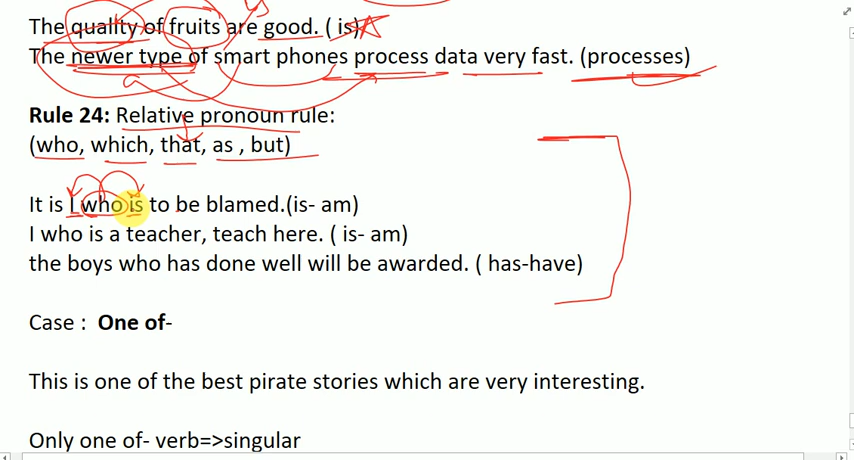 The quality of fruits are good. ( is)
The newer type of smart phones process data very fast. (processes)
Rule 24: Relative pronoun rule:
(who, which, that, as , but)
It is I who is to be blamed.(is- am)
I who is a teacher, teach here. ( is- am)
the boys who has done well will be awarded. ( has-have)
Case : One of-
This is one of the best pirate stories which are very interesting.
Only one of- verb=>singular